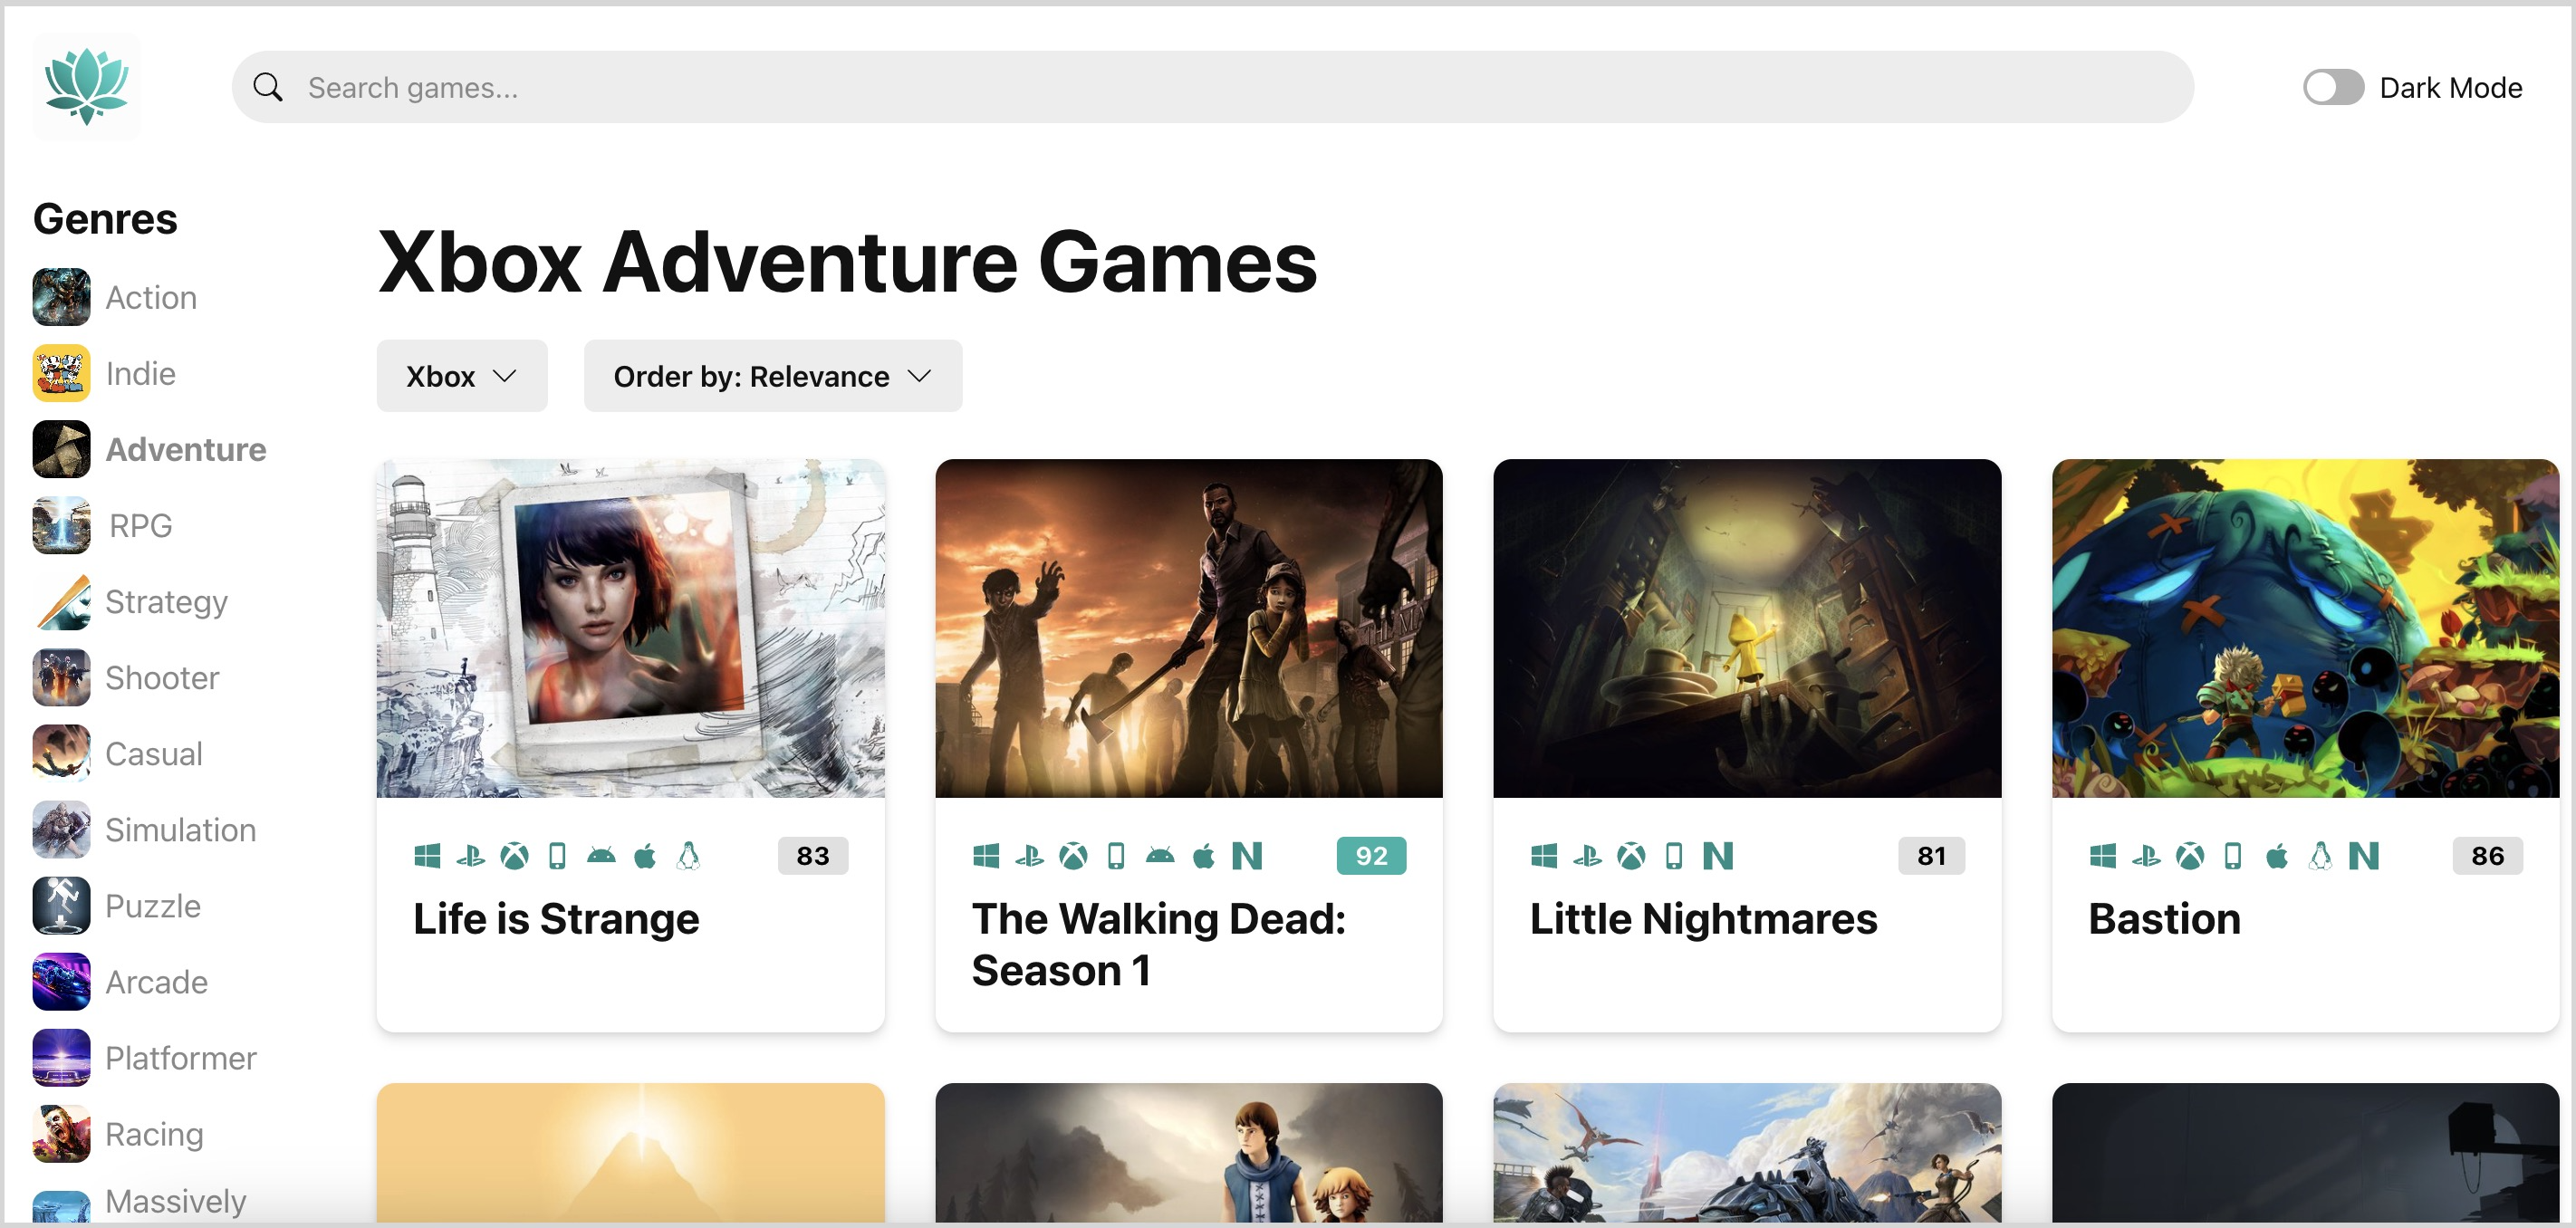 Search games...
Dark Mode
Genres
Action
Indie
Adventure
RPG
Strategy
Shooter
Casual
Simulation
Puzzle
Arcade
Platformer
Racing
Massively
Xbox Adventure Games
Xbox
Order by: Relevance
83
Life is Strange
92
The Walking Dead:
Season 1
81
Little Nightmares
86
Bastion